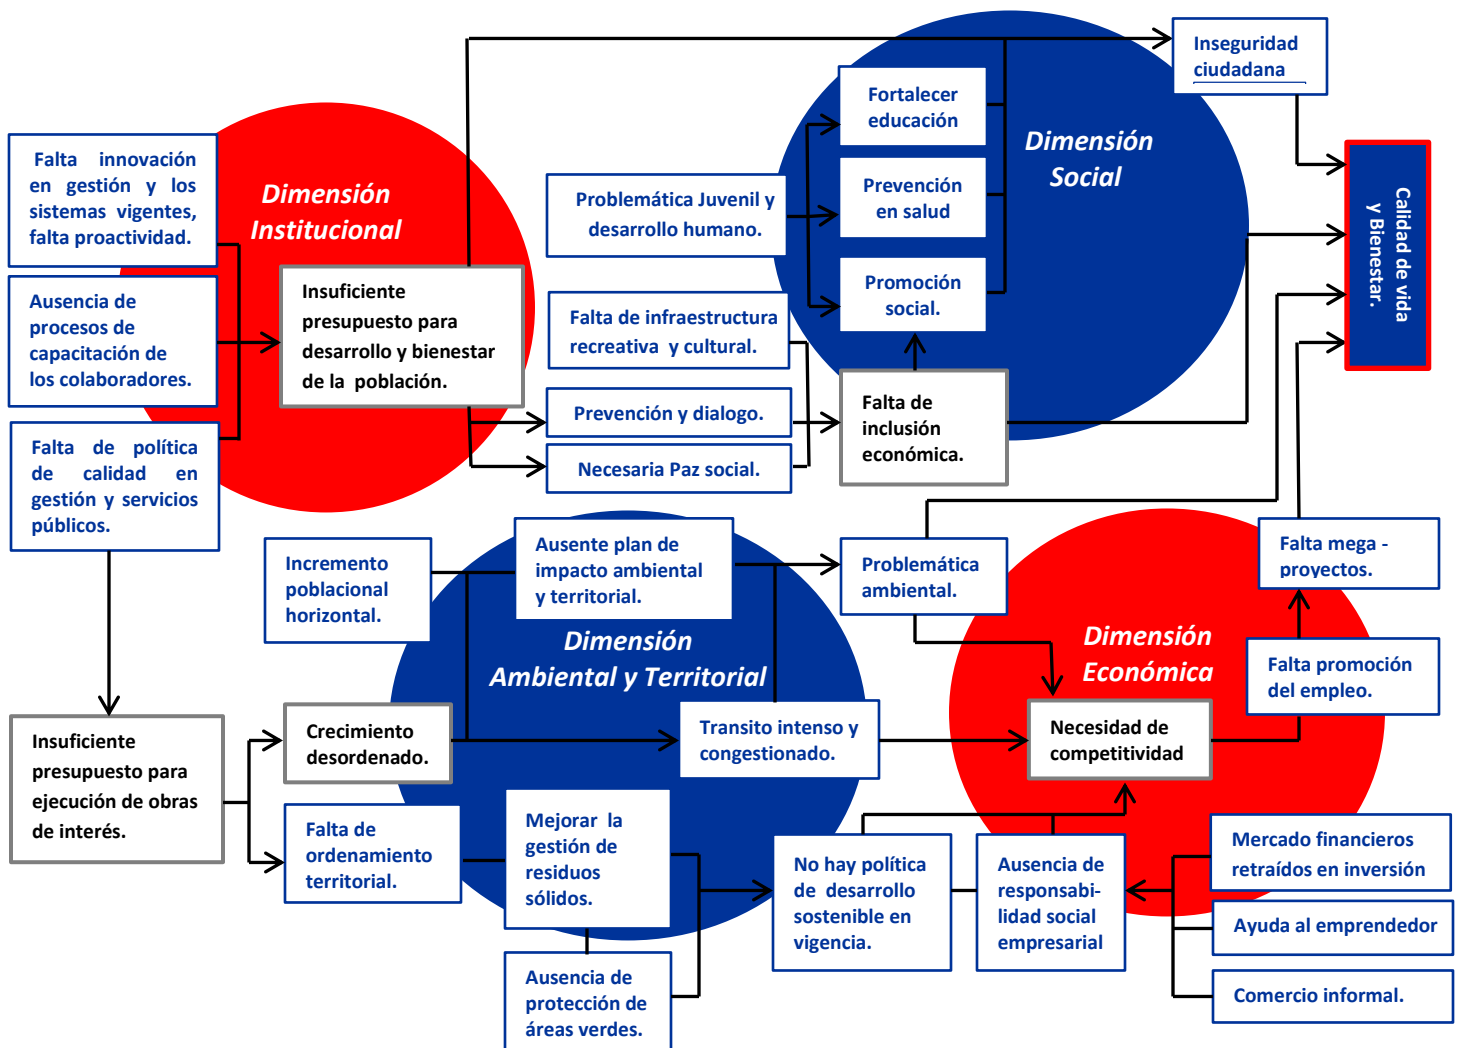 Inseguridad
ciudadana
Fortalecer
educación
Dimensión
Social
Falta innovación
en gestión y los
sistemas vigentes,
falta proactividad.
Dimensión
Institucional
Problemática Juvenil y
desarrollo humano.
Prevención
en salud
Calidad de vida
y Bienestar.
Ausencia de
procesos de
capacitación de
los colaboradores.
Insuficiente
presupuesto para
desarrollo y bienestar
de la población.
Promoción
social.
Falta de infraestructura
recreativa y cultural.
Prevención y dialogo.
Falta de
inclusión
económica.
Necesaria Paz social.
Falta de política
de calidad en
gestión y servicios
públicos.
Incremento
poblacional
horizontal.
Ausente plan de
impacto ambiental
y territorial.
Problemática
ambiental.
Falta mega -
proyectos.
Dimensión
Ambiental y Territorial
Dimensión
Económica
Falta promoción
del empleo.
Insuficiente
presupuesto para
ejecución de obras
de interés.
Crecimiento
desordenado.
Transito intenso y
congestionado.
Necesidad de
competitividad
Falta de
ordenamiento
territorial.
Mejorar la
gestión de
residuos
sólidos.
No hay política
de desarrollo
sostenible en
vigencia.
Ausencia de
responsabi-
lidad social
empresarial
Mercado financieros
retraídos en inversión
Ayuda al emprendedor
Comercio informal.
Ausencia de
protección de
áreas verdes.